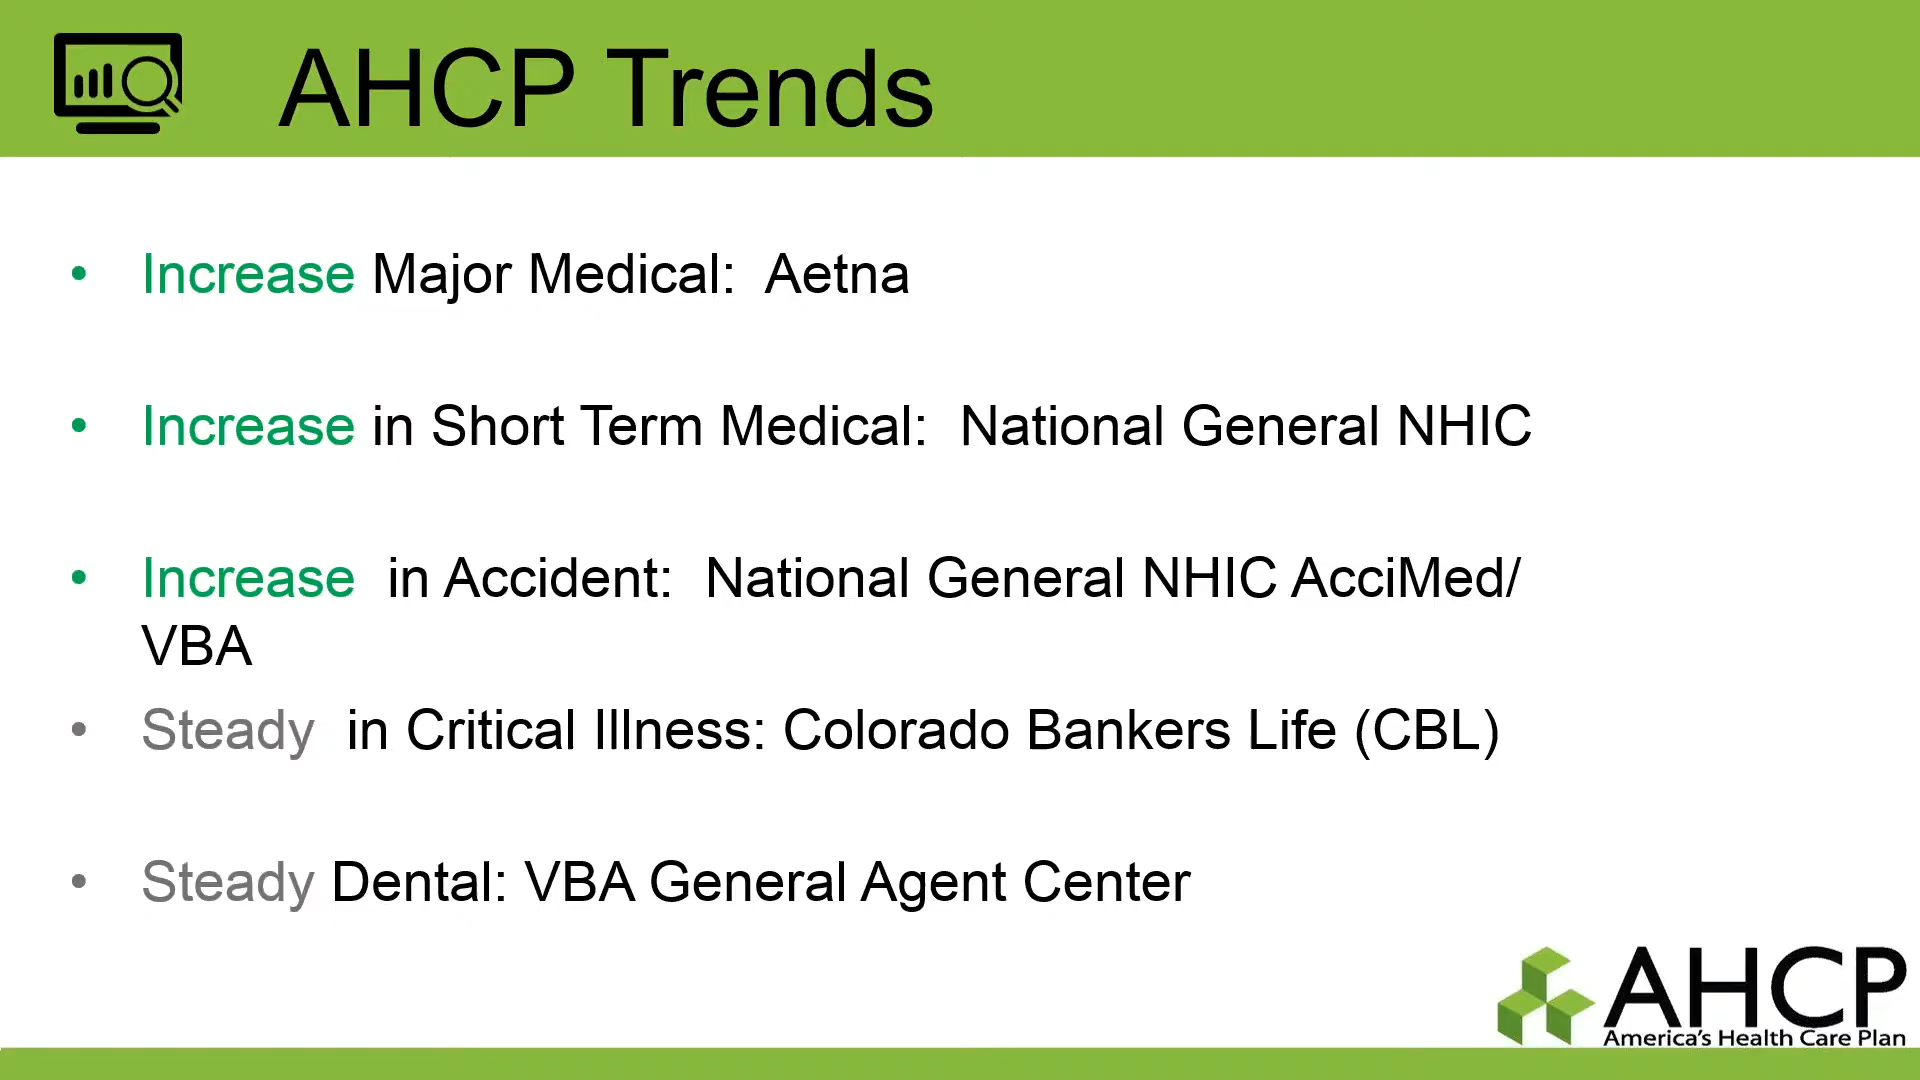 AHCP Trends
• Increase Major Medical:  Aetna
• Increase in Short Term Medical:  National General NHIC
• Increase  in Accident:  National General NHIC AcciMed/
VBA
• Steady  in Critical Illness: Colorado Bankers Life (CBL)
• Steady Dental: VBA General Agent Center
AHCP
America's Health Care Plan